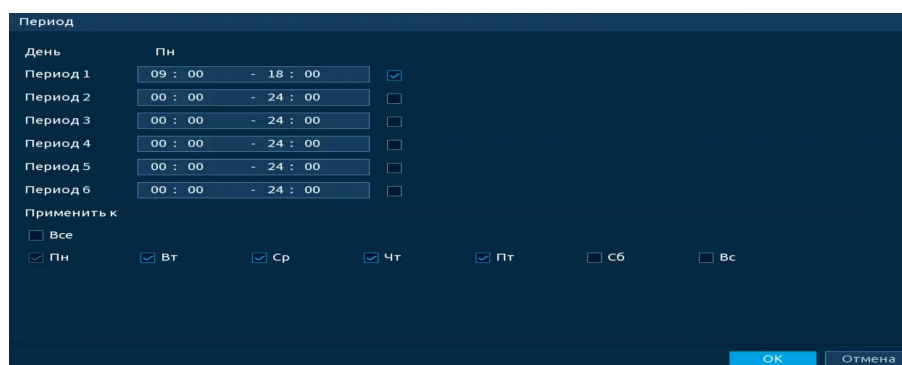 Период
День Пн
Период 1 09 : 00 - 18 : 00
Период 2 00 : 00 - 24 : 00
Период 3 00 : 00 - 24 : 00
Период 4 00 : 00 - 24 : 00
Период 5 00 : 00 - 24 : 00
Период 6 00 : 00 - 24 : 00
Применить к
Все
Пн Вт Ср Чт Пт Сб Вс
OK Отмена